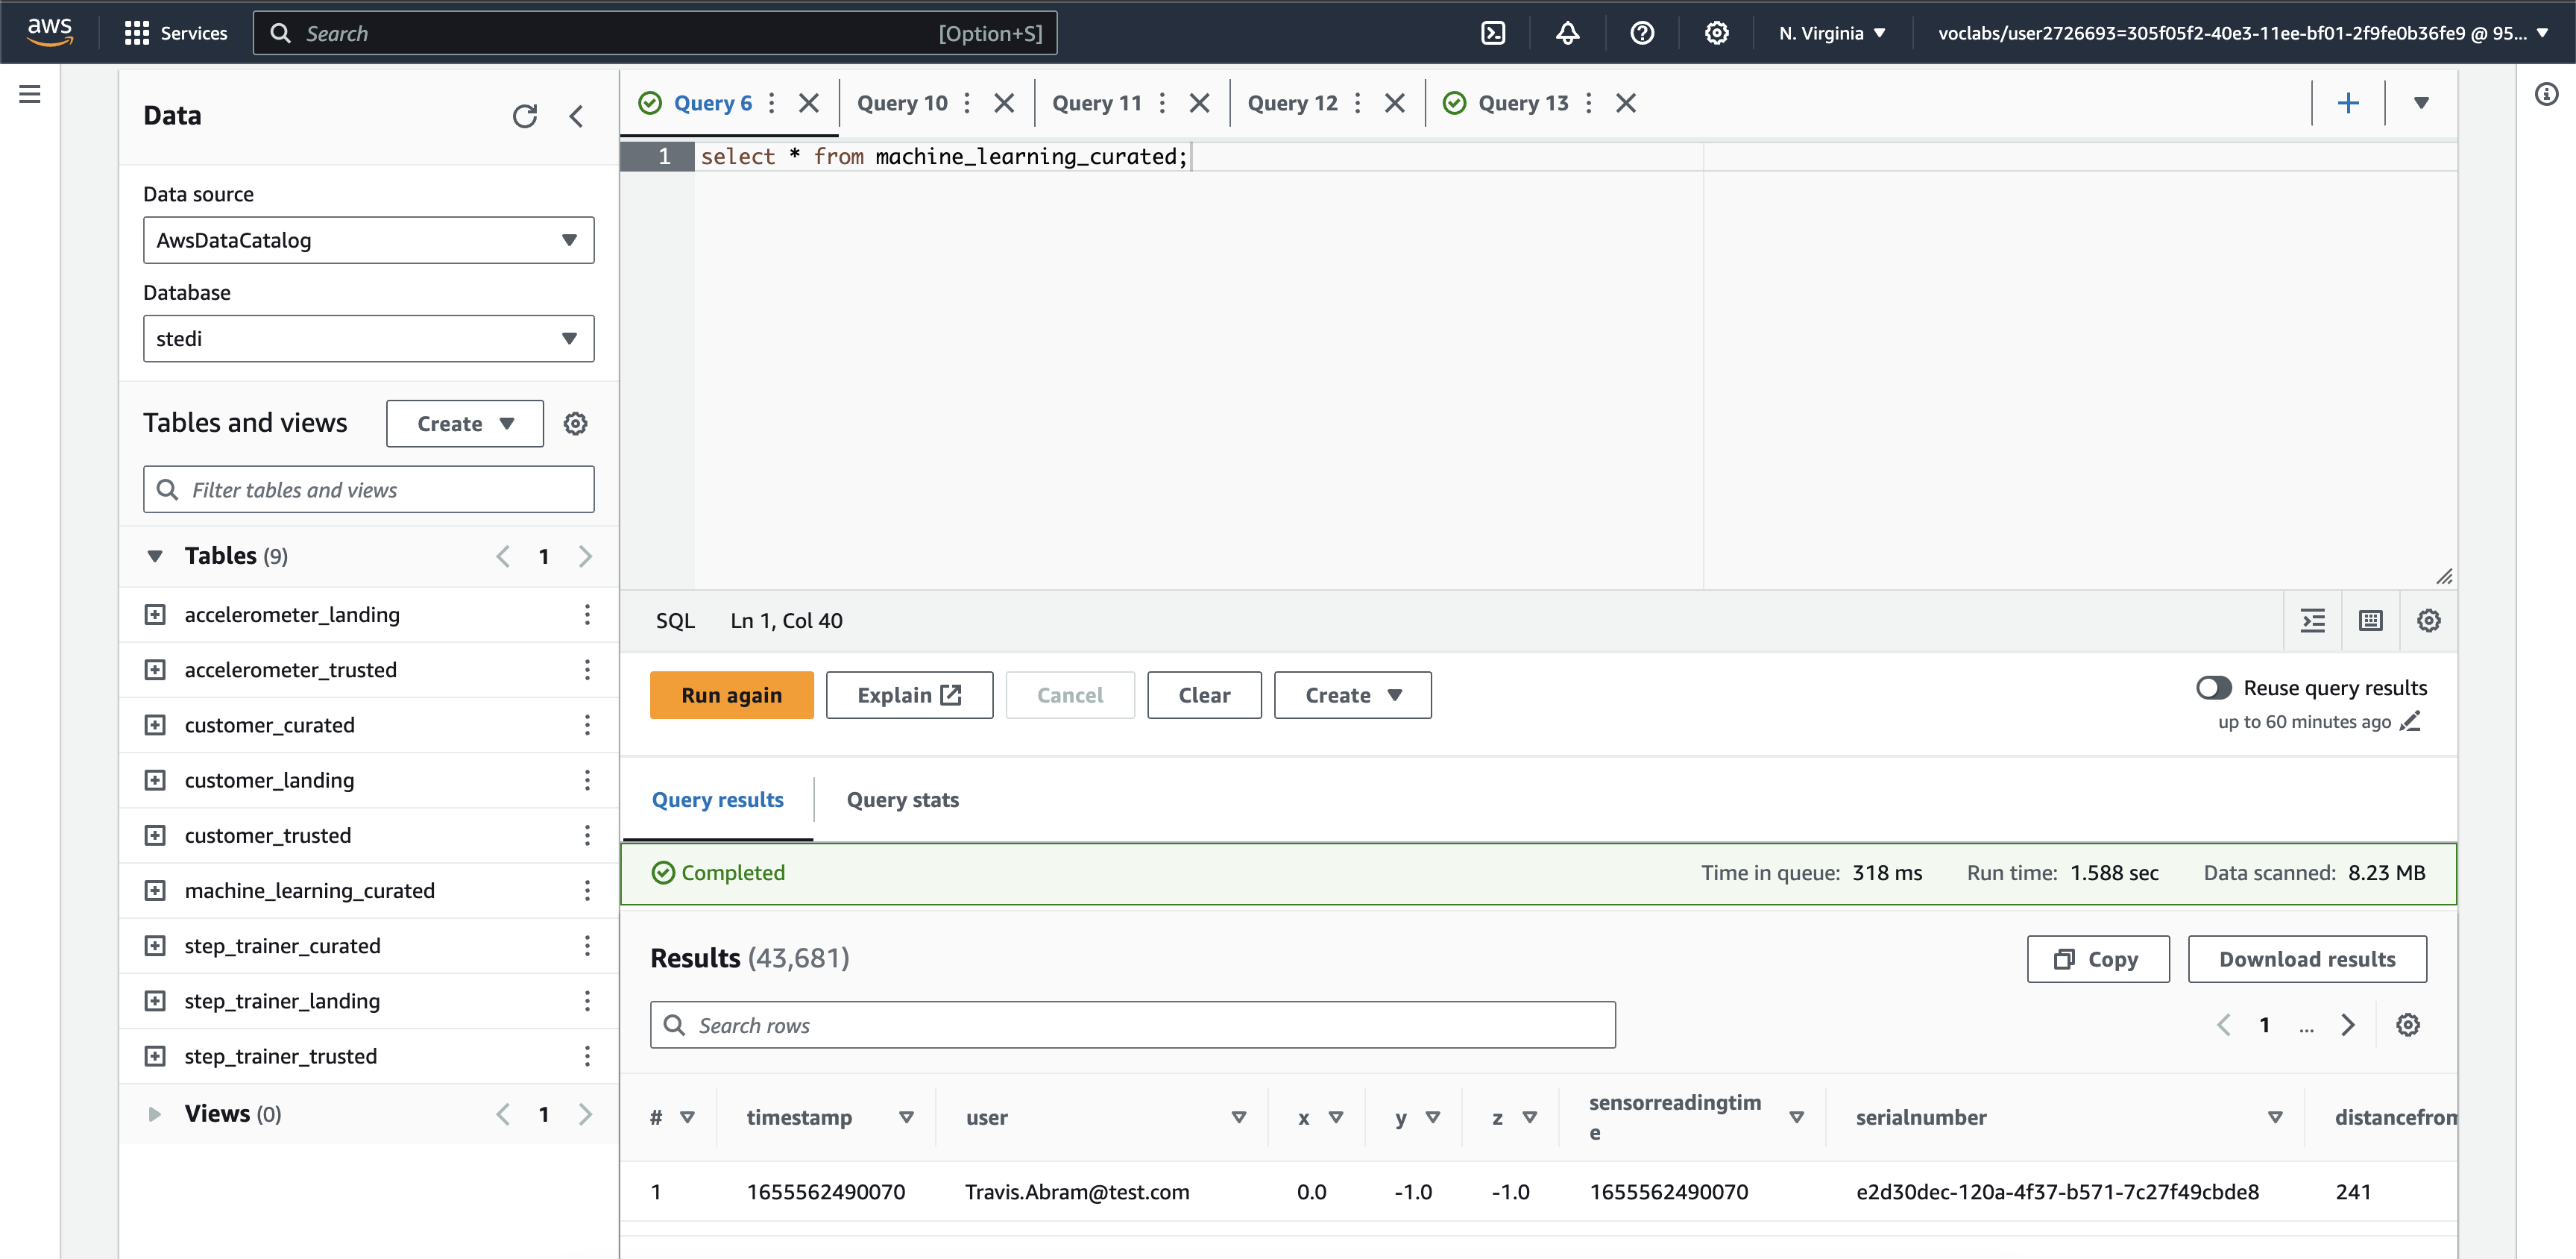 aws Services Search [Option+S] N. Virginia voclabs/user2726693=305f05f2-40e3-11ee-bf01-2f9fe0b36fe9 @ 95...
Data
Data source
AwsDataCatalog
Database
stedi
Tables and views Create
Filter tables and views
Tables (9) 1
accelerometer_landing
accelerometer_trusted
customer_curated
customer_landing
customer_trusted
machine_learning_curated
step_trainer_curated
step_trainer_landing
step_trainer_trusted
Views (0) 1
Query 6 Query 10 Query 11 Query 12 Query 13
1 select * from machine_learning_curated;
SQL Ln 1, Col 40
Run again Explain Cancel Clear Create Reuse query results
up to 60 minutes ago
Query results Query stats
Completed Time in queue: 318 ms Run time: 1.588 sec Data scanned: 8.23 MB
Results (43,681) Copy Download results
Search rows 1 ...
# timestamp user x y z sensorreadingtim
e serialnumber distancefrom
1 1655562490070 Travis.Abram@test.com 0.0 -1.0 -1.0 1655562490070 e2d30dec-120a-4f37-b571-7c27f49cbde8 241